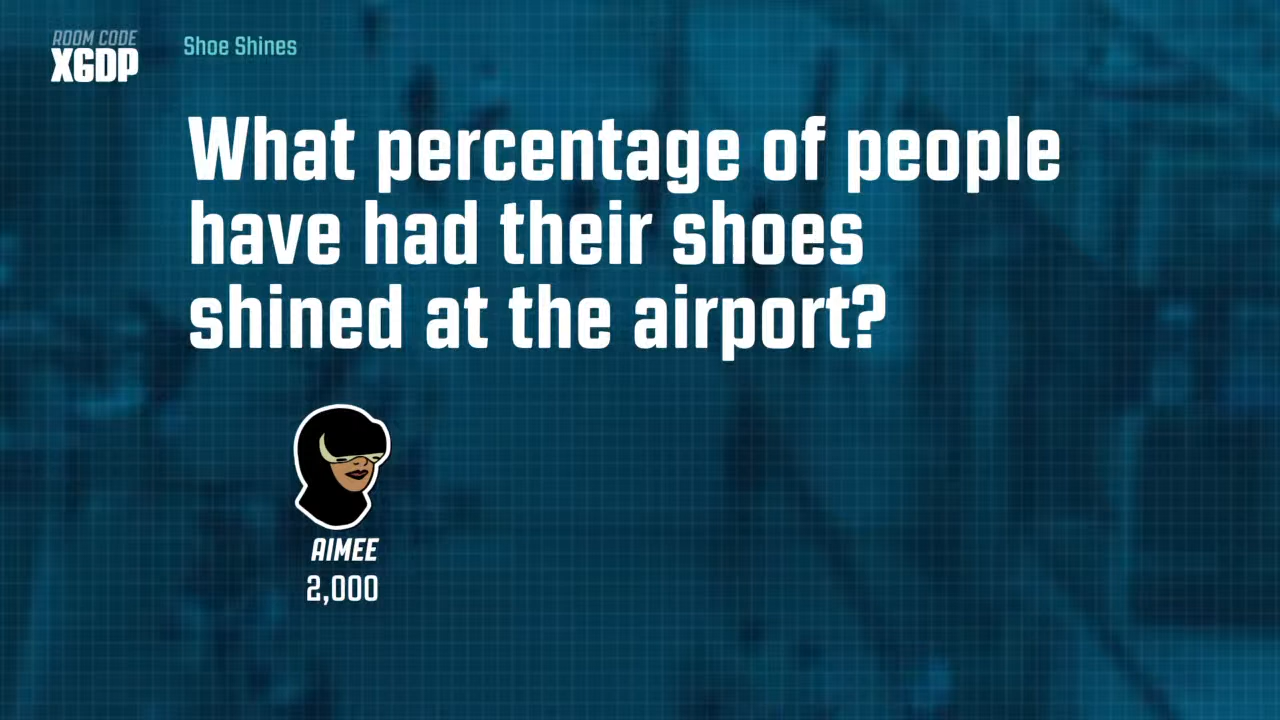 ROOM CODE
X6DP
Shoe Shines
What percentage of people
have had their shoes
shined at the airport?
AIMEE
2,000